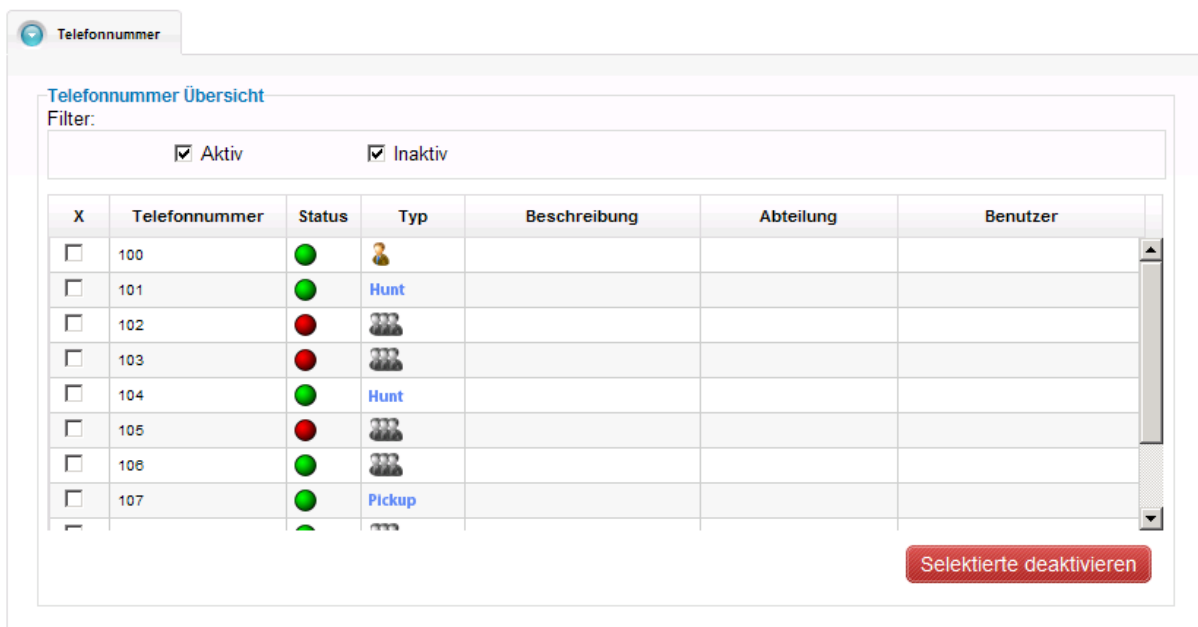 Telefonnummer
Telefonnummer Übersicht
Filter:
Aktiv Inaktiv
X Telefonnummer Status Typ Beschreibung Abteilung Benutzer
100
101 Hunt
102
103
104 Hunt
105
106
107 Pickup
Selektierte deaktivieren